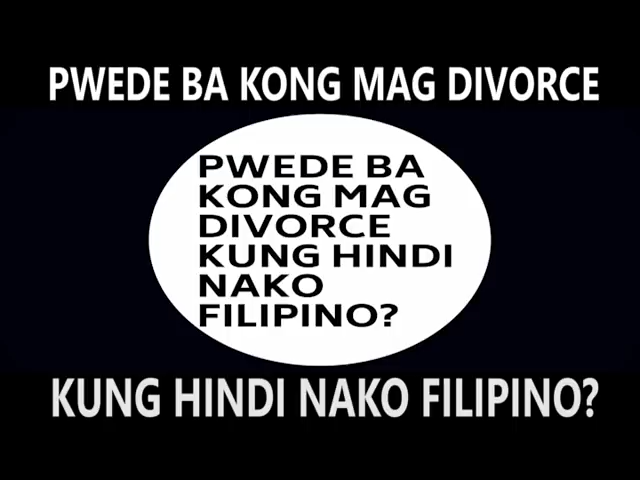 PWEDE BA KONG MAG DIVORCE
PWEDE BA
KONG MAG
DIVORCE
KUNG HINDI
NAKO
FILIPINO?
KUNG HINDI NAKO FILIPINO?